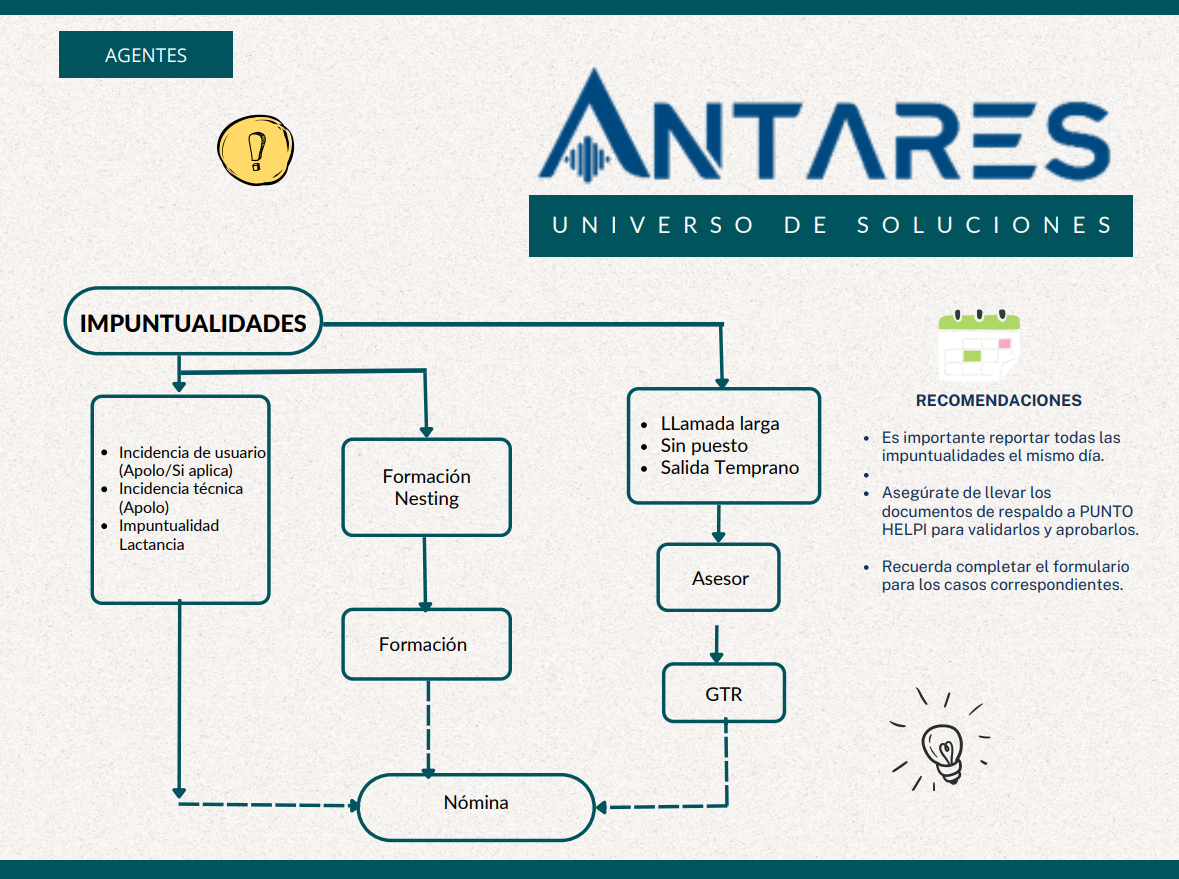 AGENTES
ANTARES
UNIVERSO DE SOLUCIONES
IMPUNTUALIDADES
• Incidencia de usuario
(Apolo/Si aplica)
• Incidencia técnica
(Apolo)
• Impuntualidad
Lactancia
Formación
Nesting
Formación
• LLamada larga
• Sin puesto
• Salida Temprano
Asesor
GTR
Nómina
RECOMENDACIONES
• Es importante reportar todas las
impuntualidades el mismo día.
•
• Asegúrate de llevar los
documentos de respaldo a PUNTO
HELPI para validarlos y aprobarlos.
• Recuerda completar el formulario
para los casos correspondientes.